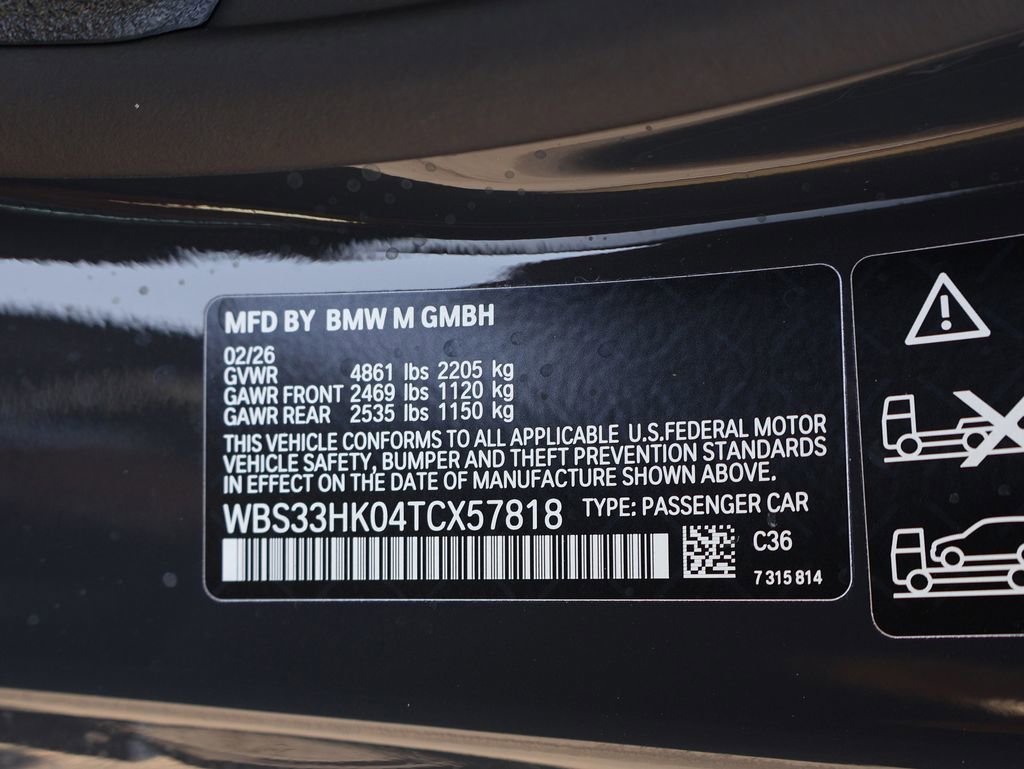 MFD BY BMW M GMBH
02/26
GVWR 4861 lbs 2205 kg
GAWR FRONT 2469 lbs 1120 kg
GAWR REAR 2535 lbs 1150 kg
THIS VEHICLE CONFORMS TO ALL APPLICABLE U.S.FEDERAL MOTOR
VEHICLE SAFETY, BUMPER AND THEFT PREVENTION STANDARDS
IN EFFECT ON THE DATE OF MANUFACTURE SHOWN ABOVE.
WBS33HK04TCX57818 TYPE: PASSENGER CAR
C36
7 315 814